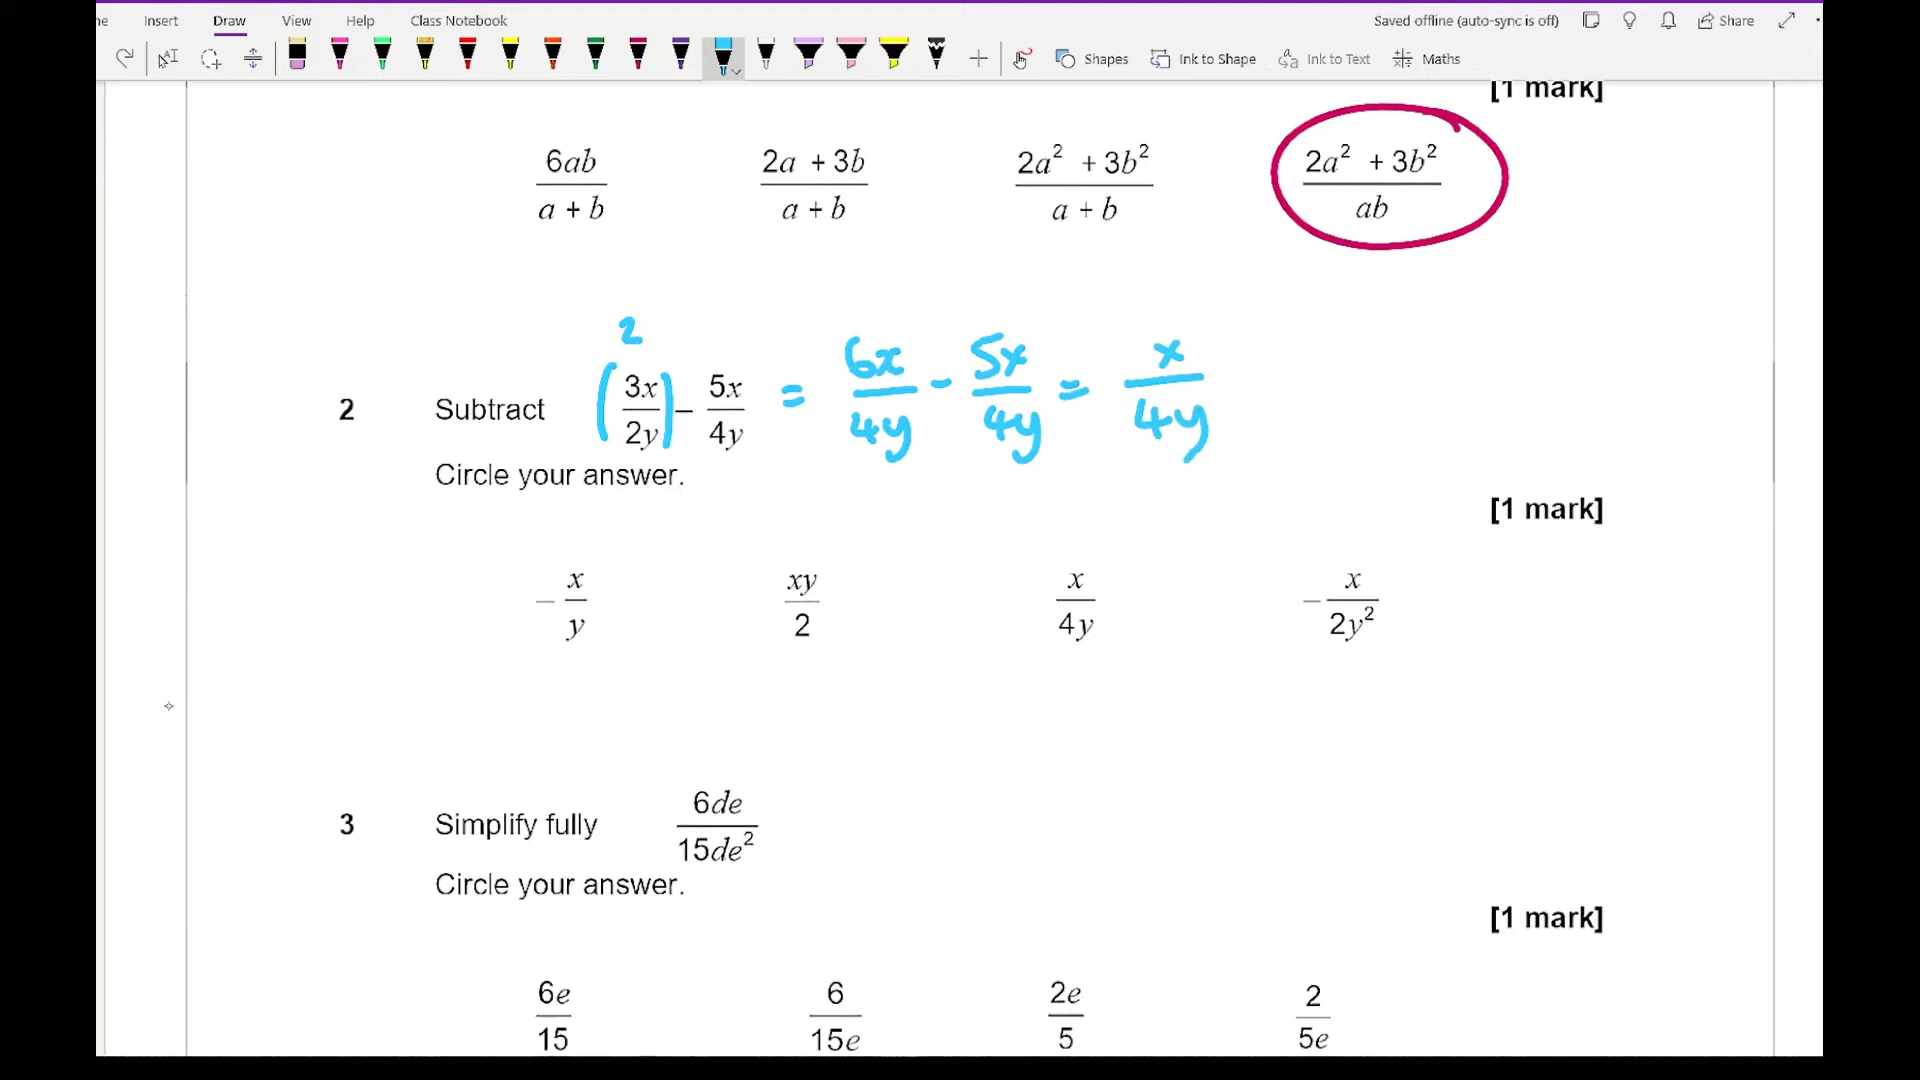 ne Insert Draw View Help Class Notebook Saved offline (auto-sync is off) Share
Shapes Ink to Shape Ink to Text Maths
[1 mark]
6ab/(a + b) (2a + 3b)/(a + b) (2a² + 3b²)/(a + b) (2a² + 3b²)/ab
2
2 Subtract (3x/2y) − 5x/4y = 6x/4y - 5x/4y = x/4y
Circle your answer.
[1 mark]
− x/y xy/2 x/4y − x/2y²
3 Simplify fully 6de/15de²
Circle your answer.
[1 mark]
6e/15 6/15e 2e/5 2/5e